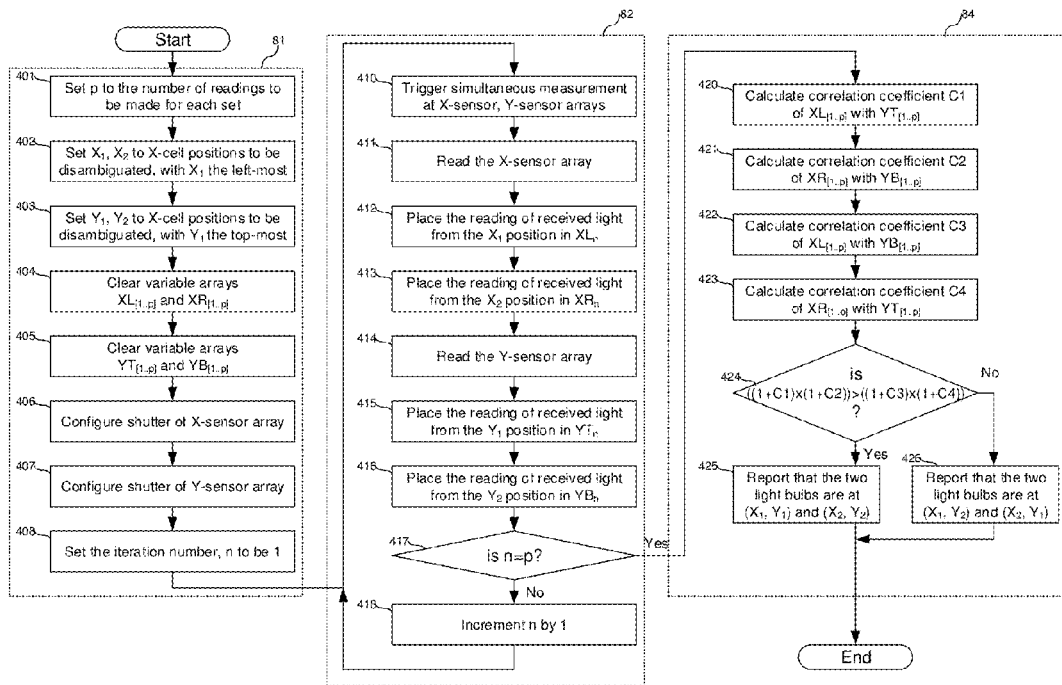 Start
81
401
Set p to the number of readings to
be made for each set
402
Set X₁, X₂ to X-cell positions to be
disambiguated, with X₁ the left-most
403
Set Y₁, Y₂ to X-cell positions to be
disambiguated, with Y₁ the top-most
404
Clear variable arrays
XL[1..p] and XR[1..p]
405
Clear variable arrays
YT[1..p] and YB[1..p]
406
Configure shutter of X-sensor array
407
Configure shutter of Y-sensor array
408
Set the iteration number, n to be 1
82
410
Trigger simultaneous measurement
at X-sensor, Y-sensor arrays
411
Read the X-sensor array
412
Place the reading of received light
from the X₁ position in XLₙ
413
Place the reading of received light
from the X₂ position in XRₙ
414
Read the Y-sensor array
415
Place the reading of received light
from the Y₁ position in YTₙ
416
Place the reading of received light
from the Y₂ position in YBₙ
417
is n=p?
Yes
No
418
Increment n by 1
84
420
Calculate correlation coefficient C1
of XL[1..p] with YT[1..p]
421
Calculate correlation coefficient C2
of XR[1..p] with YB[1..p]
422
Calculate correlation coefficient C3
of XL[1..p] with YB[1..p]
423
Calculate correlation coefficient C4
of XR[1..p] with YT[1..p]
424
is
((1+C1)x(1+C2))>((1+C3)x(1+C4))
?
No
Yes
425
Report that the two
light bulbs are at
(X₁, Y₁) and (X₂, Y₂)
426
Report that the two
light bulbs are at
(X₁, Y₂) and (X₂, Y₁)
End